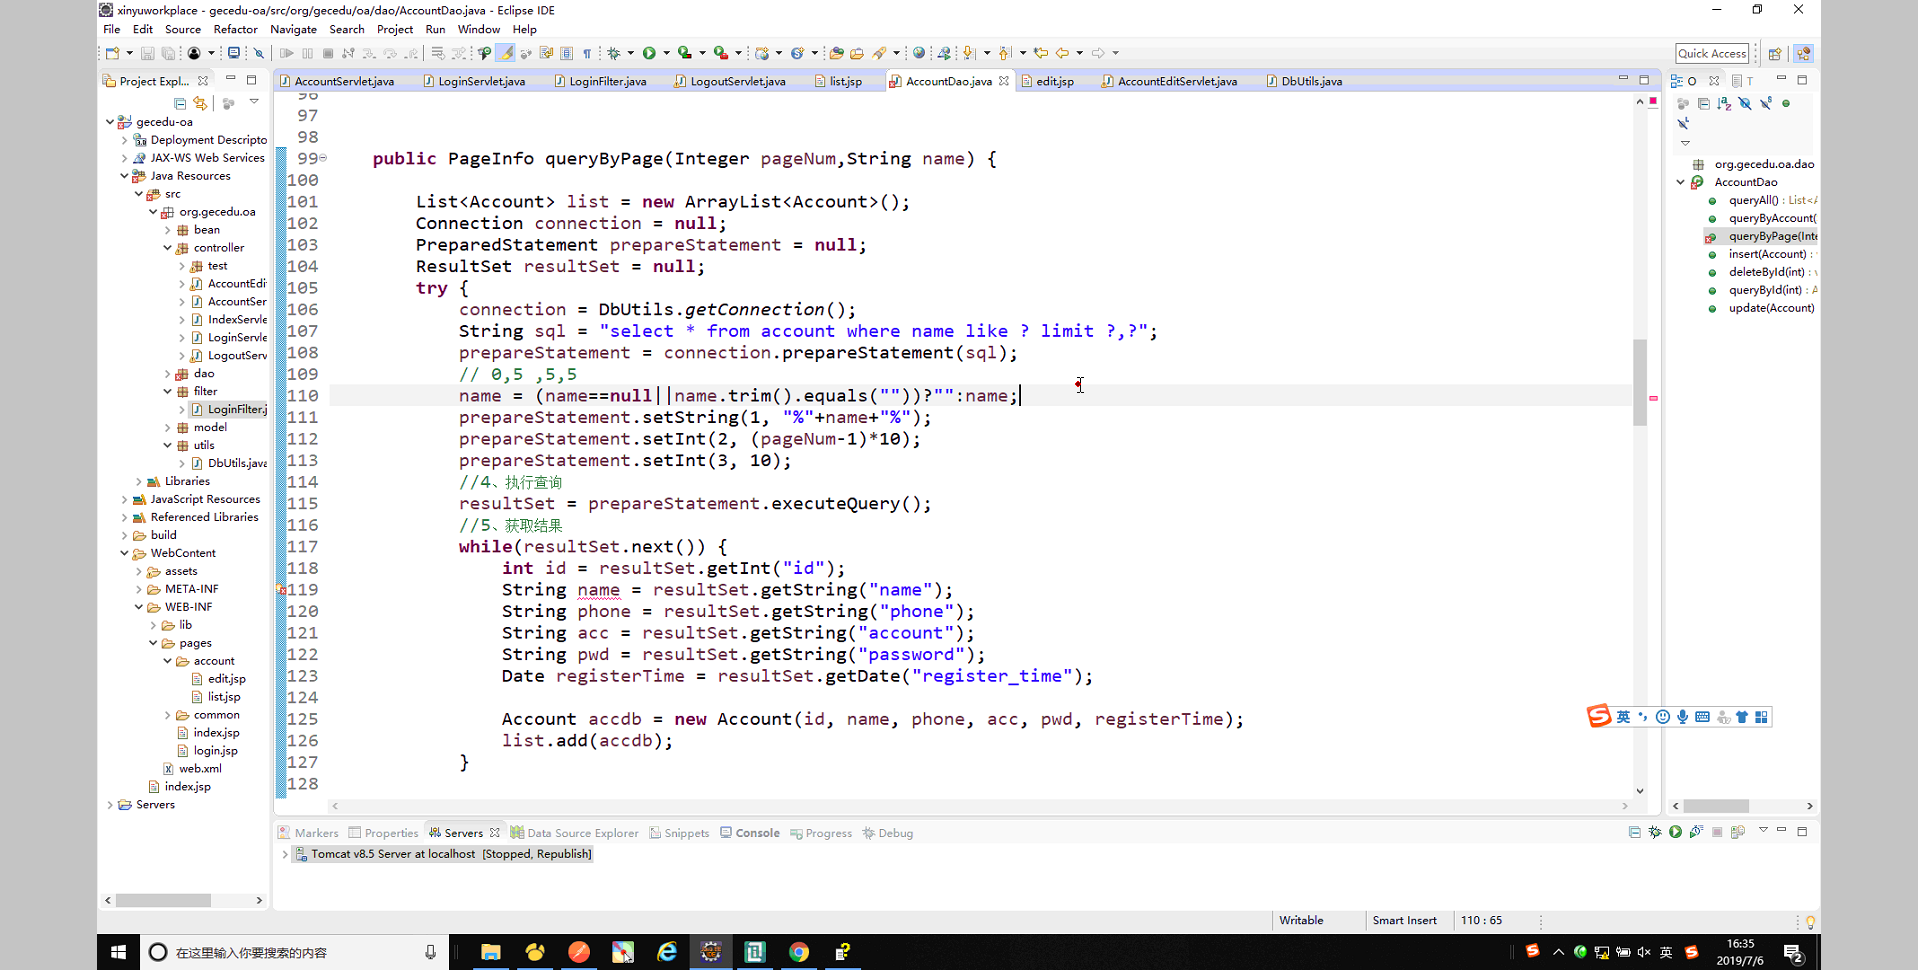 xinyuworkplace - gecedu-oa/src/org/gecedu/oa/dao/AccountDao.java - Eclipse IDE
File Edit Source Refactor Navigate Search Project Run Window Help
Quick Access
Project Expl...
AccountServlet.java LoginServlet.java LoginFilter.java LogoutServlet.java list.jsp AccountDao.java edit.jsp AccountEditServlet.java DbUtils.java
O T
gecedu-oa
Deployment Descripto
JAX-WS Web Services
Java Resources
src
org.gecedu.oa
bean
controller
test
AccountEdi
AccountSer
IndexServle
LoginServle
LogoutServ
dao
filter
LoginFilter.j
model
utils
DbUtils.java
Libraries
JavaScript Resources
Referenced Libraries
build
WebContent
assets
META-INF
WEB-INF
lib
pages
account
edit.jsp
list.jsp
common
index.jsp
login.jsp
web.xml
index.jsp
Servers
96
97
98
99 public PageInfo queryByPage(Integer pageNum,String name) {
100
101 List<Account> list = new ArrayList<Account>();
102 Connection connection = null;
103 PreparedStatement prepareStatement = null;
104 ResultSet resultSet = null;
105 try {
106 connection = DbUtils.getConnection();
107 String sql = "select * from account where name like ? limit ?,?";
108 prepareStatement = connection.prepareStatement(sql);
109 // 0,5 ,5,5
110 name = (name==null||name.trim().equals(""))?"":name;
111 prepareStatement.setString(1, "%"+name+"%");
112 prepareStatement.setInt(2, (pageNum-1)*10);
113 prepareStatement.setInt(3, 10);
114 //4、执行查询
115 resultSet = prepareStatement.executeQuery();
116 //5、获取结果
117 while(resultSet.next()) {
118 int id = resultSet.getInt("id");
119 String name = resultSet.getString("name");
120 String phone = resultSet.getString("phone");
121 String acc = resultSet.getString("account");
122 String pwd = resultSet.getString("password");
123 Date registerTime = resultSet.getDate("register_time");
124
125 Account accdb = new Account(id, name, phone, acc, pwd, registerTime);
126 list.add(accdb);
127 }
128
org.gecedu.oa.dao
AccountDao
queryAll() : List<A
queryByAccount(
queryByPage(Inte
insert(Account) :
deleteById(int) : v
queryById(int) : A
update(Account)
英
Markers Properties Servers Data Source Explorer Snippets Console Progress Debug
Tomcat v8.5 Server at localhost [Stopped, Republish]
Writable Smart Insert 110 : 65
在这里输入你要搜索的内容
英
16:35
2019/7/6
2